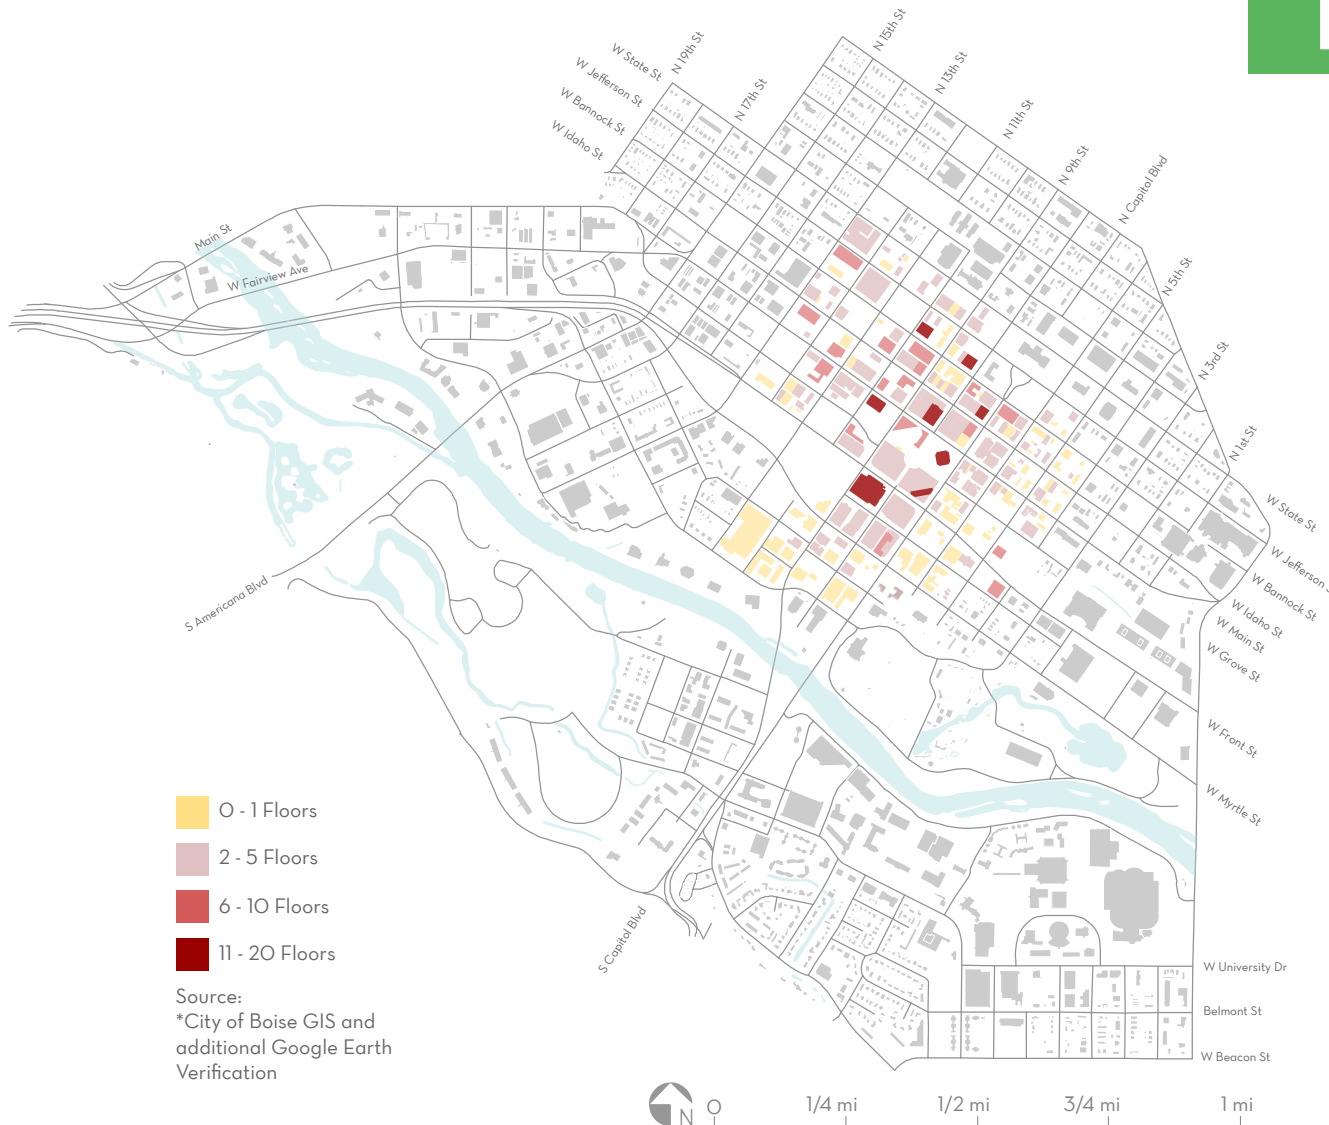 N 15th St
N 19th St
W State St
N 13th St
W Jefferson St
N 17th St
W Bannock St
N 11th St
W Idaho St
N 9th St
N Capitol Blvd
Main St
N 5th St
W Fairview Ave
N 3rd St
N 1st St
W State St
W Jefferson
W Bannock St
S Americana Blvd
W Idaho St
W Main St
W Grove St
W Front St
W Myrtle St
0 - 1 Floors
2 - 5 Floors
6 - 10 Floors
11 - 20 Floors
S Capitol Blvd
W University Dr
Source:
*City of Boise GIS and
additional Google Earth
Verification
Belmont St
W Beacon St
N 0 1/4 mi 1/2 mi 3/4 mi 1 mi